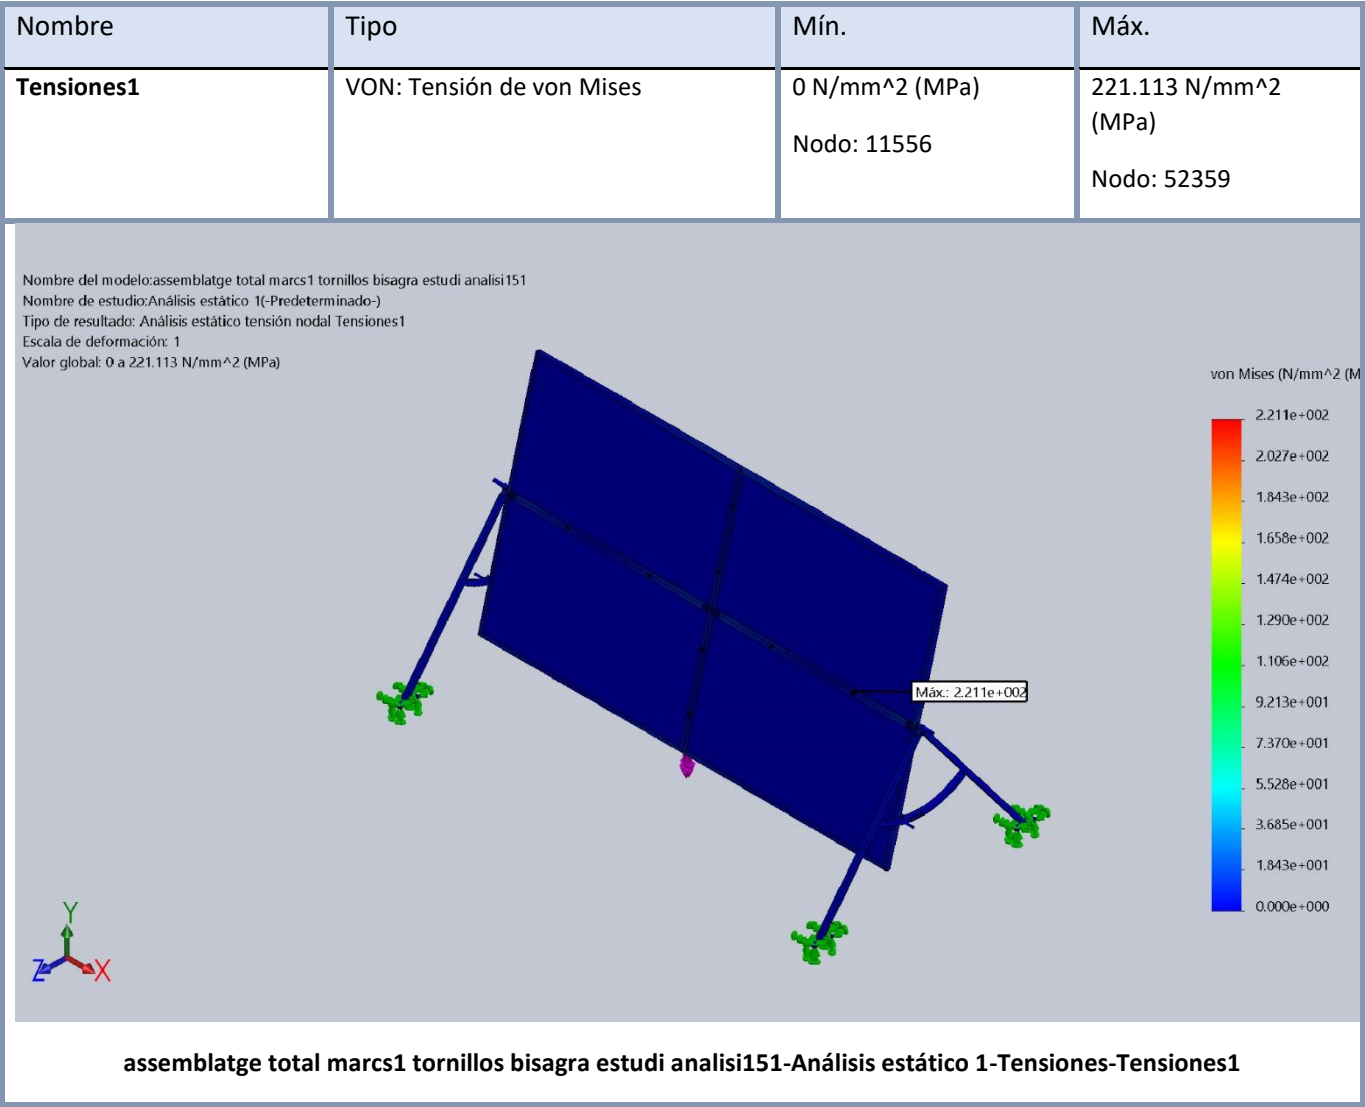 Nombre
Tipo
Mín.
Máx.
Tensiones1
VON: Tensión de von Mises
0 N/mm^2 (MPa)
Nodo: 11556
221.113 N/mm^2
(MPa)
Nodo: 52359
Nombre del modelo:assemblatge total marcs1 tornillos bisagra estudi analisi151
Nombre de estudio:Análisis estático 1(-Predeterminado-)
Tipo de resultado: Análisis estático tensión nodal Tensiones1
Escala de deformación: 1
Valor global: 0 a 221.113 N/mm^2 (MPa)
von Mises (N/mm^2 (M
2.211e+002
2.027e+002
1.843e+002
1.658e+002
1.474e+002
1.290e+002
1.106e+002
9.213e+001
7.370e+001
5.528e+001
3.685e+001
1.843e+001
0.000e+000
Máx.: 2.211e+002
Y
Z
X
assemblatge total marcs1 tornillos bisagra estudi analisi151-Análisis estático 1-Tensiones-Tensiones1